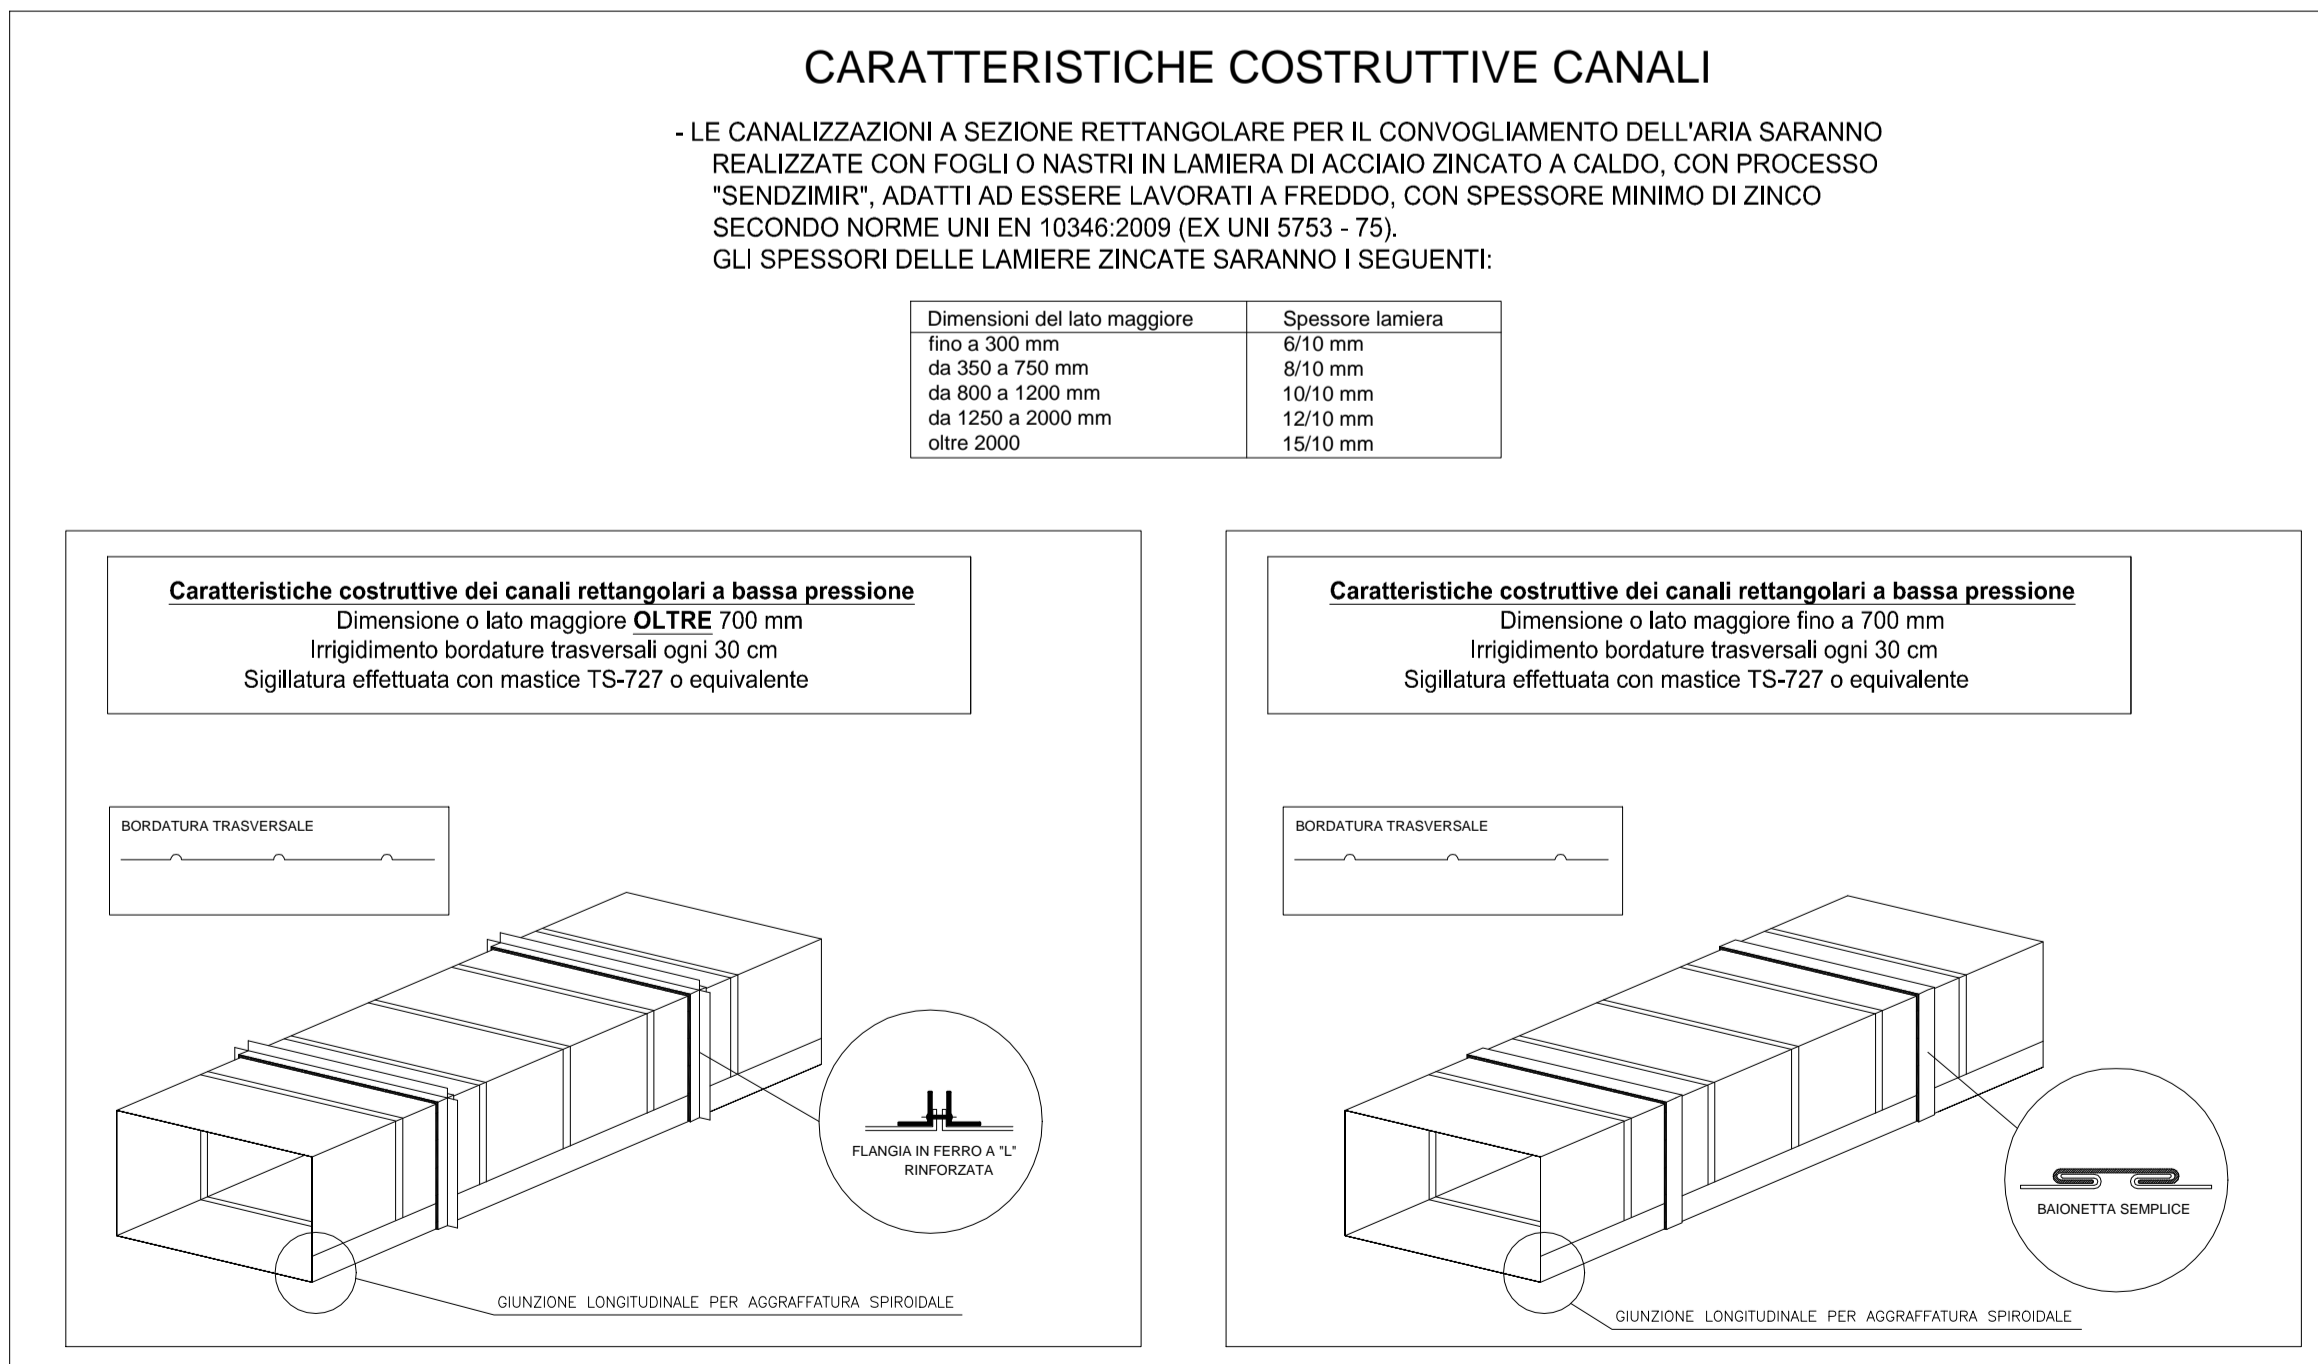 CARATTERISTICHE COSTRUTTIVE CANALI
- LE CANALIZZAZIONI A SEZIONE RETTANGOLARE PER IL CONVOGLIAMENTO DELL'ARIA SARANNO
REALIZZATE CON FOGLI O NASTRI IN LAMIERA DI ACCIAIO ZINCATO A CALDO, CON PROCESSO
"SENDZIMIR", ADATTI AD ESSERE LAVORATI A FREDDO, CON SPESSORE MINIMO DI ZINCO
SECONDO NORME UNI EN 10346:2009 (EX UNI 5753 - 75).
GLI SPESSORI DELLE LAMIERE ZINCATE SARANNO I SEGUENTI:
Dimensioni del lato maggiore Spessore lamiera
fino a 300 mm 6/10 mm
da 350 a 750 mm 8/10 mm
da 800 a 1200 mm 10/10 mm
da 1250 a 2000 mm 12/10 mm
oltre 2000 15/10 mm
Caratteristiche costruttive dei canali rettangolari a bassa pressione
Dimensione o lato maggiore OLTRE 700 mm
Irrigidimento bordature trasversali ogni 30 cm
Sigillatura effettuata con mastice TS-727 o equivalente
BORDATURA TRASVERSALE
FLANGIA IN FERRO A "L"
RINFORZATA
GIUNZIONE LONGITUDINALE PER AGGRAFFATURA SPIROIDALE
Caratteristiche costruttive dei canali rettangolari a bassa pressione
Dimensione o lato maggiore fino a 700 mm
Irrigidimento bordature trasversali ogni 30 cm
Sigillatura effettuata con mastice TS-727 o equivalente
BORDATURA TRASVERSALE
BAIONETTA SEMPLICE
GIUNZIONE LONGITUDINALE PER AGGRAFFATURA SPIROIDALE